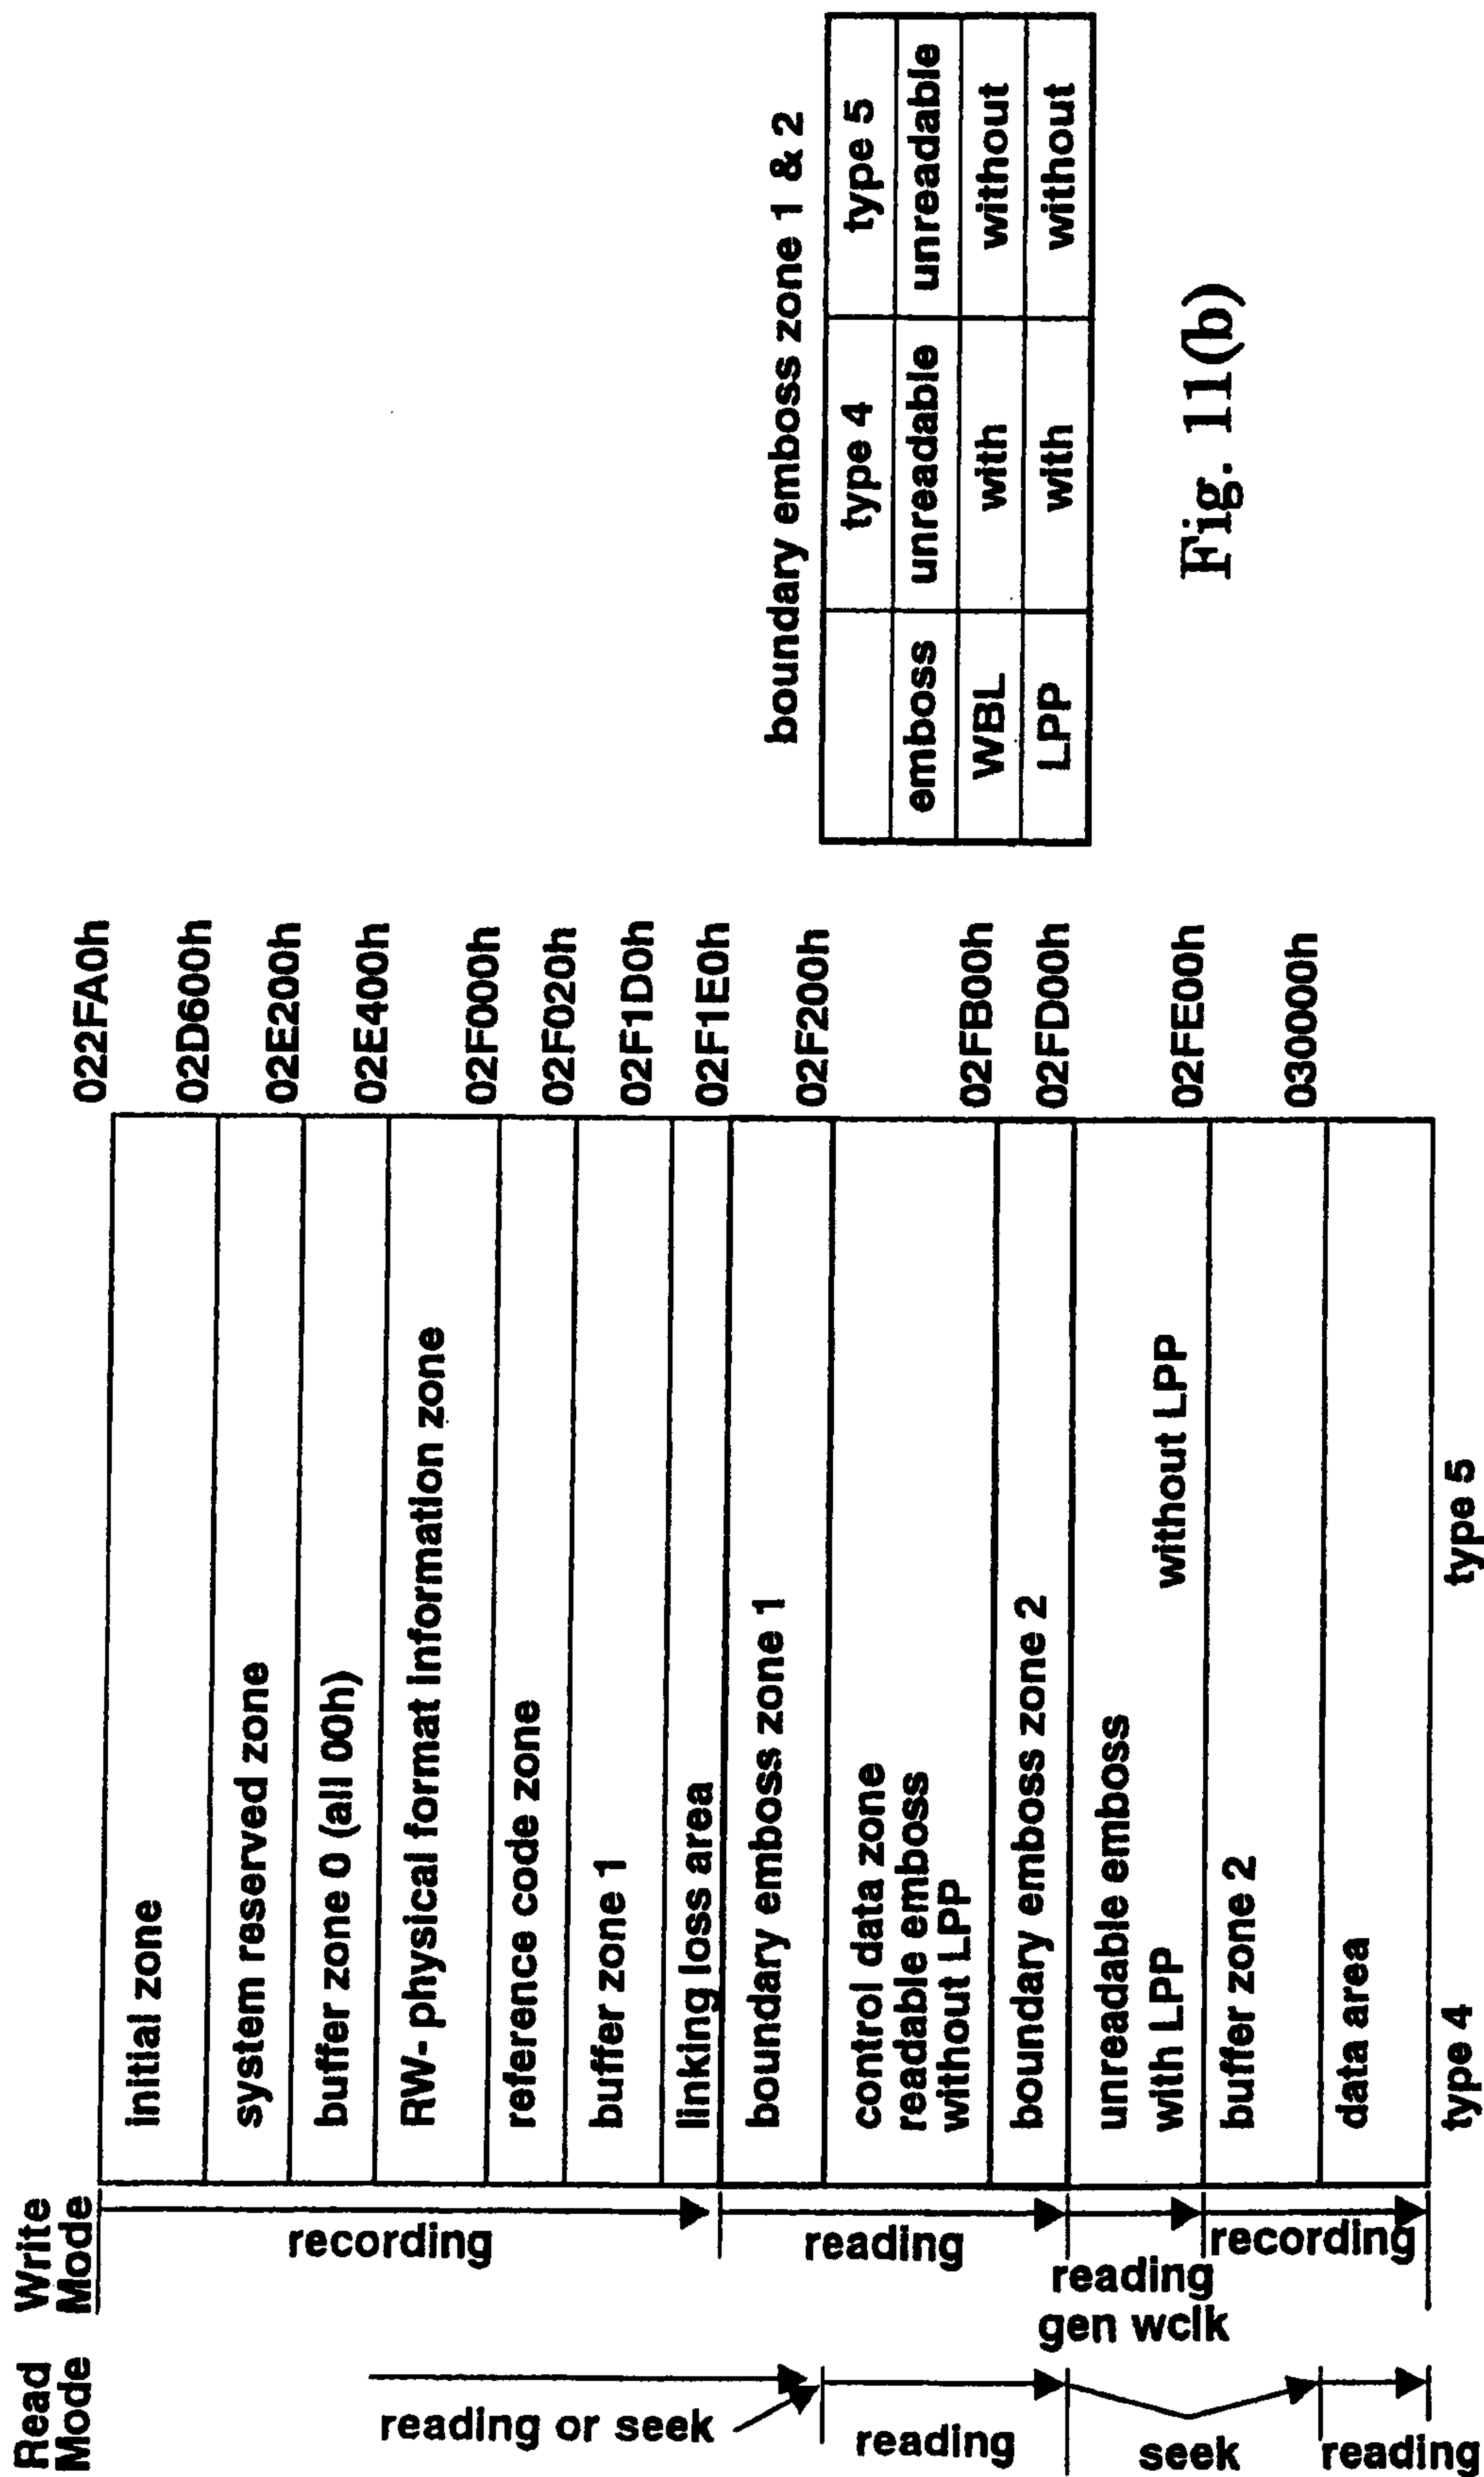 Read Mode
Write Mode
022FA0h
initial zone
02D600h
system reserved zone
02E200h
buffer zone 0 (all 00h)
02E400h
RW- physical format information zone
02F000h
reference code zone
02F020h
buffer zone 1
02F1D0h
linking loss area
02F1E0h
boundary emboss zone 1
02F200h
control data zone
readable emboss
without LPP
02FB00h
boundary emboss zone 2
02FD00h
unreadable emboss
with LPP without LPP
02FE00h
buffer zone 2
030000h
data area
type 4 type 5
recording
reading
reading
gen wclk
recording
reading or seek
reading
seek
reading
boundary emboss zone 1 & 2
type 4 type 5
emboss unreadable unreadable
WBL with without
LPP with without
Fig. 11(b)